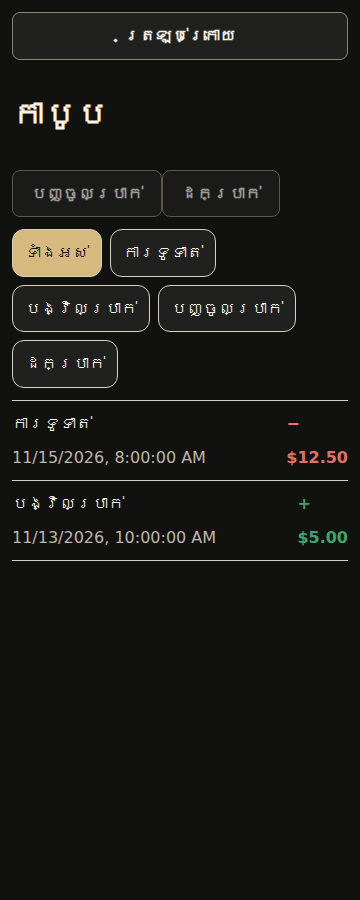 ត្រឡប់ក្រោយ
កាបូប
បញ្ចូលប្រាក់ ដកប្រាក់
ទាំងអស់ ការទូទាត់
បង្វិលប្រាក់ បញ្ចូលប្រាក់
ដកប្រាក់
ការទូទាត់ −
11/15/2026, 8:00:00 AM $12.50
បង្វិលប្រាក់ +
11/13/2026, 10:00:00 AM $5.00